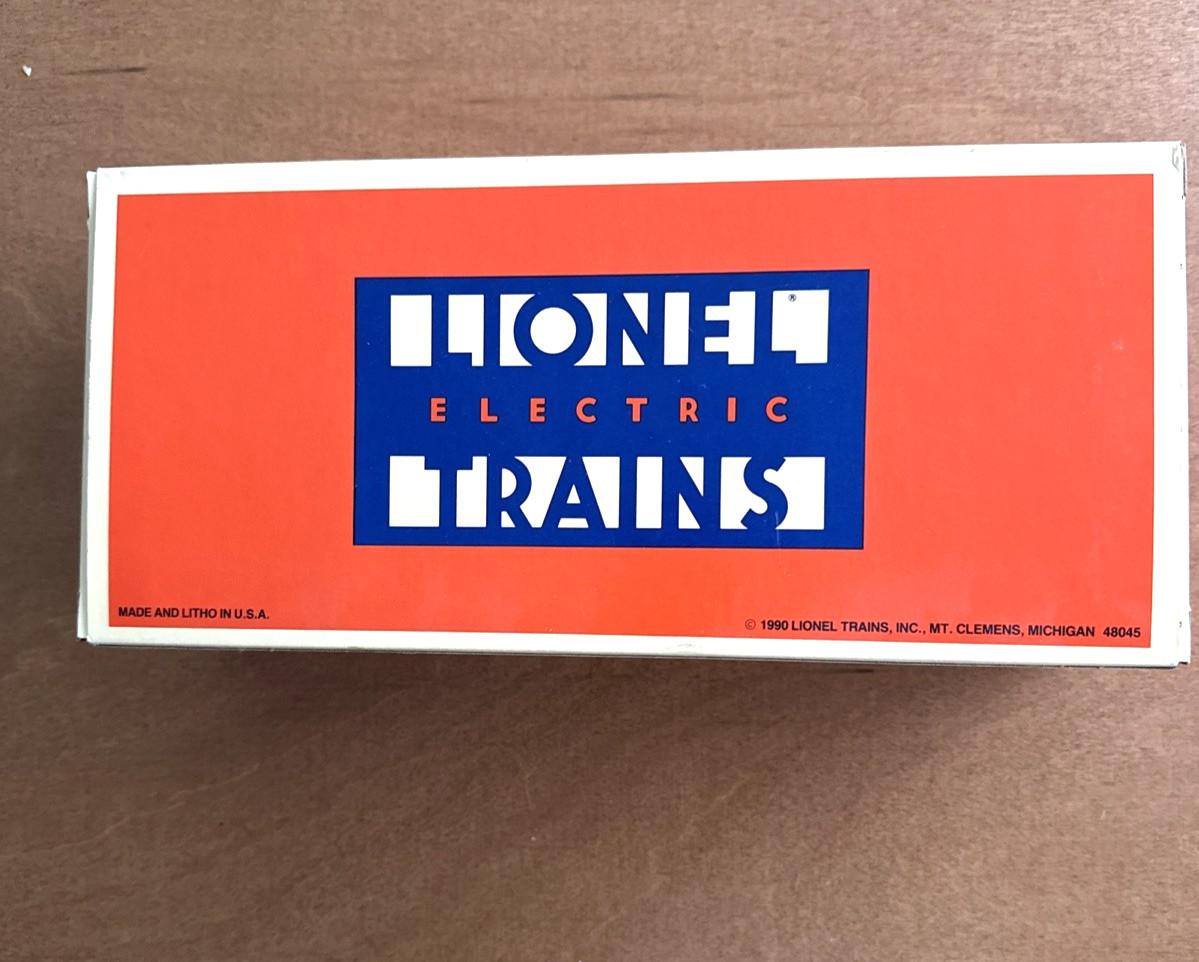 LIONEL®
ELECTRIC
TRAINS
MADE AND LITHO IN U.S.A.
© 1990 LIONEL TRAINS, INC., MT. CLEMENS, MICHIGAN 48045